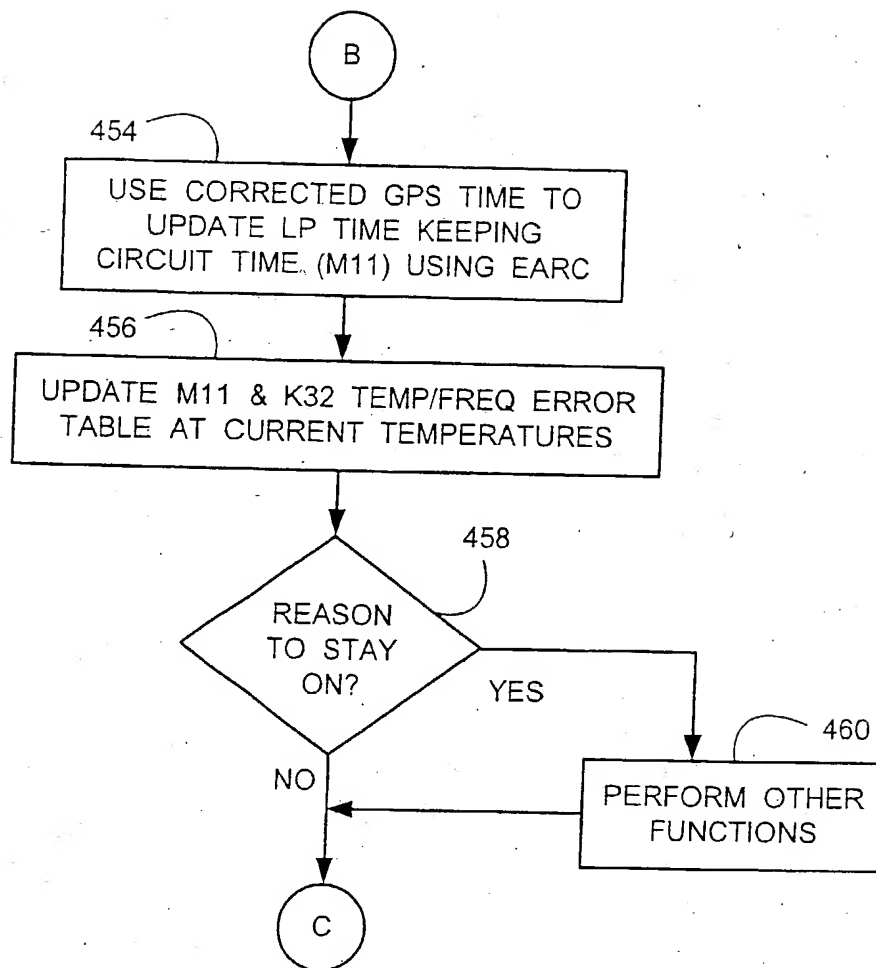 B
454
USE CORRECTED GPS TIME TO
UPDATE LP TIME KEEPING
CIRCUIT TIME (M11) USING EARC
456
UPDATE M11 & K32 TEMP/FREQ ERROR
TABLE AT CURRENT TEMPERATURES
458
REASON
TO STAY
ON?
YES
460
NO
PERFORM OTHER
FUNCTIONS
C